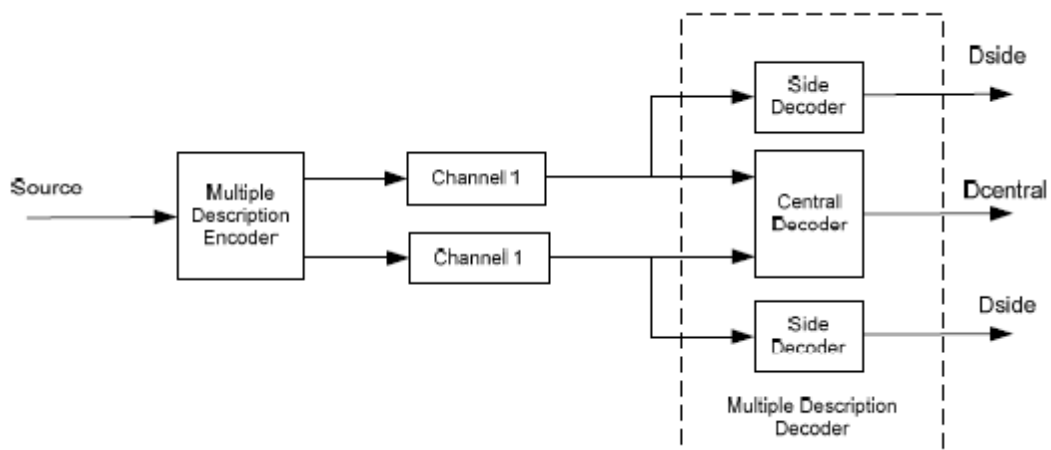 Dside
Side
Decoder
Source
Multiple
Description
Encoder
Channel 1
Channel 1
Central
Decoder
Dcentral
Side
Decoder
Dside
Multiple Description
Decoder